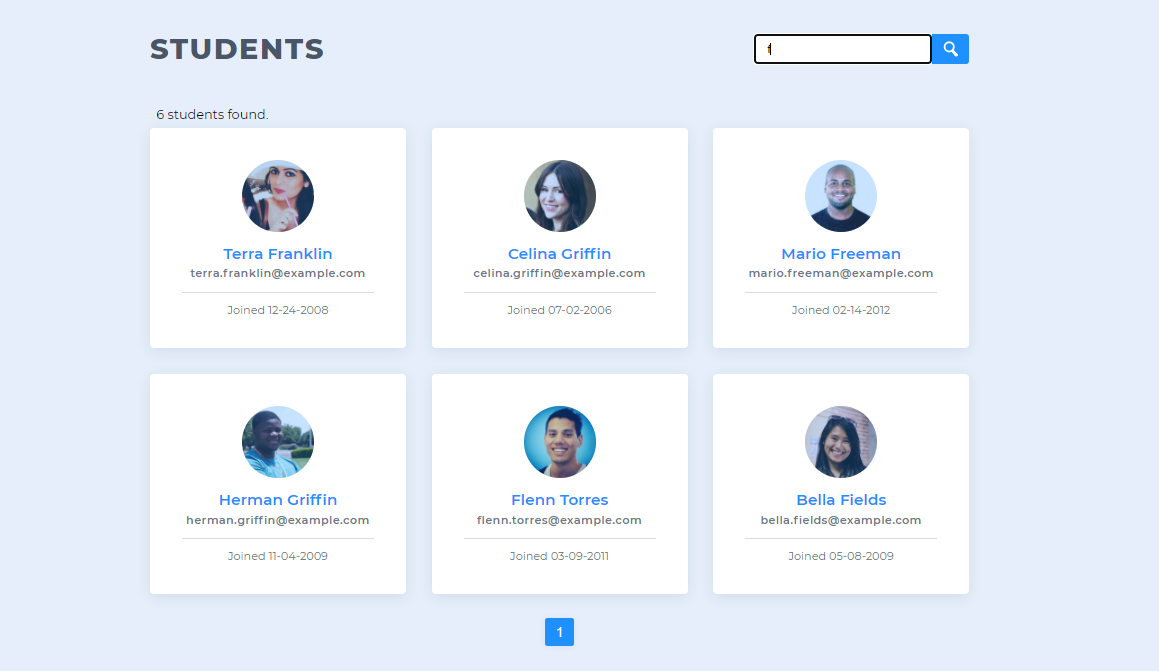 STUDENTS
f
6 students found.
Terra Franklin
terra.franklin@example.com
Joined 12-24-2008
Celina Griffin
celina.griffin@example.com
Joined 07-02-2006
Mario Freeman
mario.freeman@example.com
Joined 02-14-2012
Herman Griffin
herman.griffin@example.com
Joined 11-04-2009
Flenn Torres
flenn.torres@example.com
Joined 03-09-2011
Bella Fields
bella.fields@example.com
Joined 05-08-2009
1